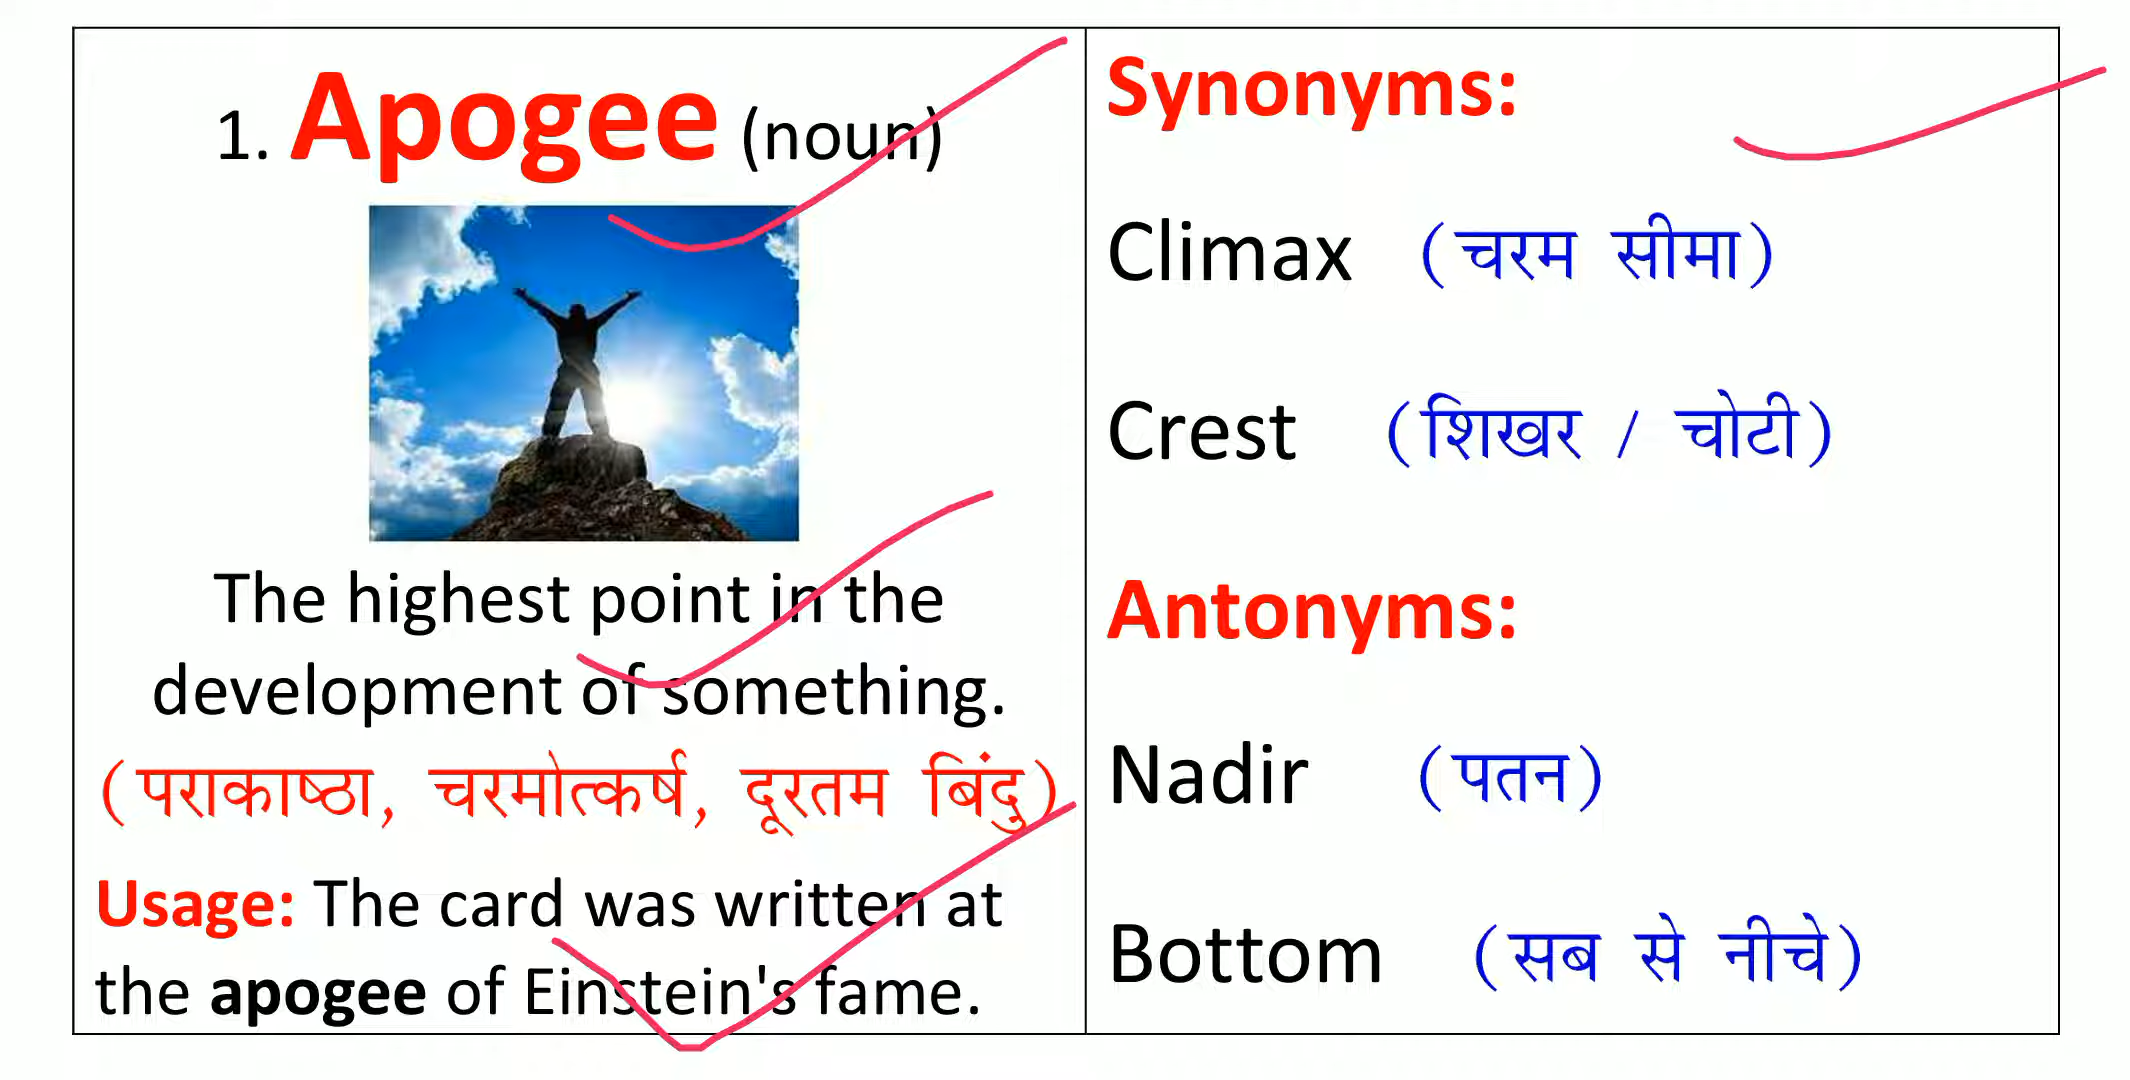 1. Apogee (noun)
The highest point in the
development of something.
(पराकाष्ठा, चरमोत्कर्ष, दूरतम बिंदु)
Usage: The card was written at
the apogee of Einstein's fame.
Synonyms:
Climax (चरम सीमा)
Crest (शिखर / चोटी)
Antonyms:
Nadir (पतन)
Bottom (सब से नीचे)